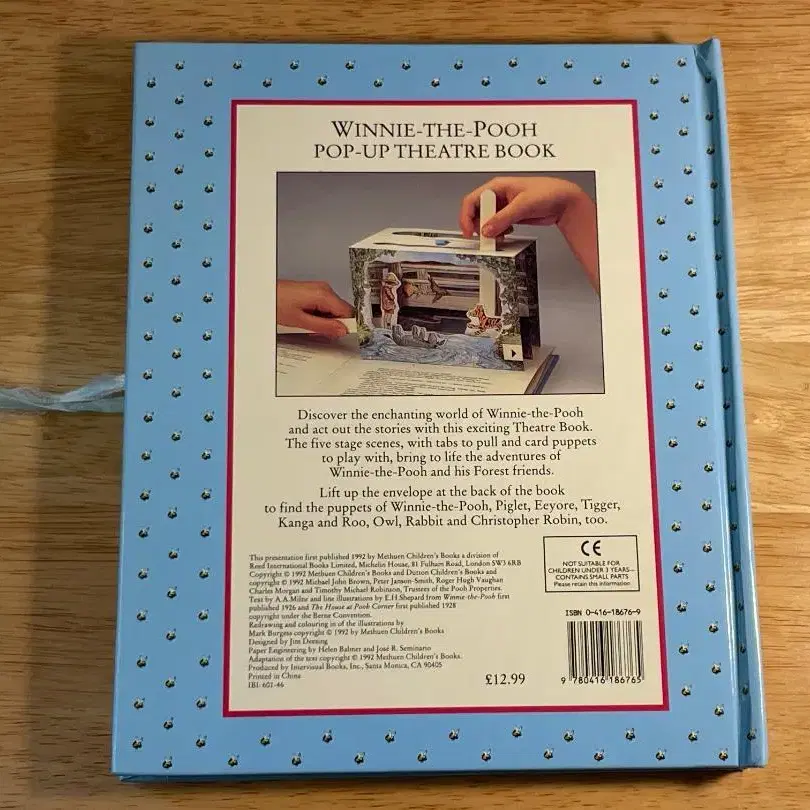 WINNIE-THE-POOH
POP-UP THEATRE BOOK
Discover the enchanting world of Winnie-the-Pooh
and act out the stories with this exciting Theatre Book.
The five stage scenes, with tabs to pull and card puppets
to play with, bring to life the adventures of
Winnie-the-Pooh and his Forest friends.
Lift up the envelope at the back of the book
to find the puppets of Winnie-the-Pooh, Piglet, Eeyore, Tigger,
Kanga and Roo, Owl, Rabbit and Christopher Robin, too.
This presentation first published 1992 by Methuen Children's Books a division of
Reed International Books Limited, Michelin House, 81 Fulham Road, London SW3 6RB
Copyright © 1992 Methuen Children's Books and Dutton Children's Books and
copyright © 1992 Michael John Brown, Peter Janson-Smith, Roger Hugh Vaughan
Charles Morgan and Timothy Michael Robinson, Trustees of the Pooh Properties.
Text by A.A.Milne and line illustrations by E.H.Shepard from Winnie-the-Pooh first
published 1926 and The House at Pooh Corner first published 1928
copyright under the Berne Convention.
Redrawing and colouring in of the illustrations by
Mark Burgess copyright © 1992 by Methuen Children's Books
Designed by Jim Deesing
Paper Engineering by Helen Balmer and José R. Seminario
Adaptation of the text copyright © 1992 Methuen Children's Books.
Produced by Intervisual Books, Inc., Santa Monica, CA 90405
Printed in China
IBI: 601-46
CE
NOT SUITABLE FOR
CHILDREN UNDER 3 YEARS–
CONTAINS SMALL PARTS
Please retain this information
ISBN 0-416-18676-9
£12.99
9 780416 186765